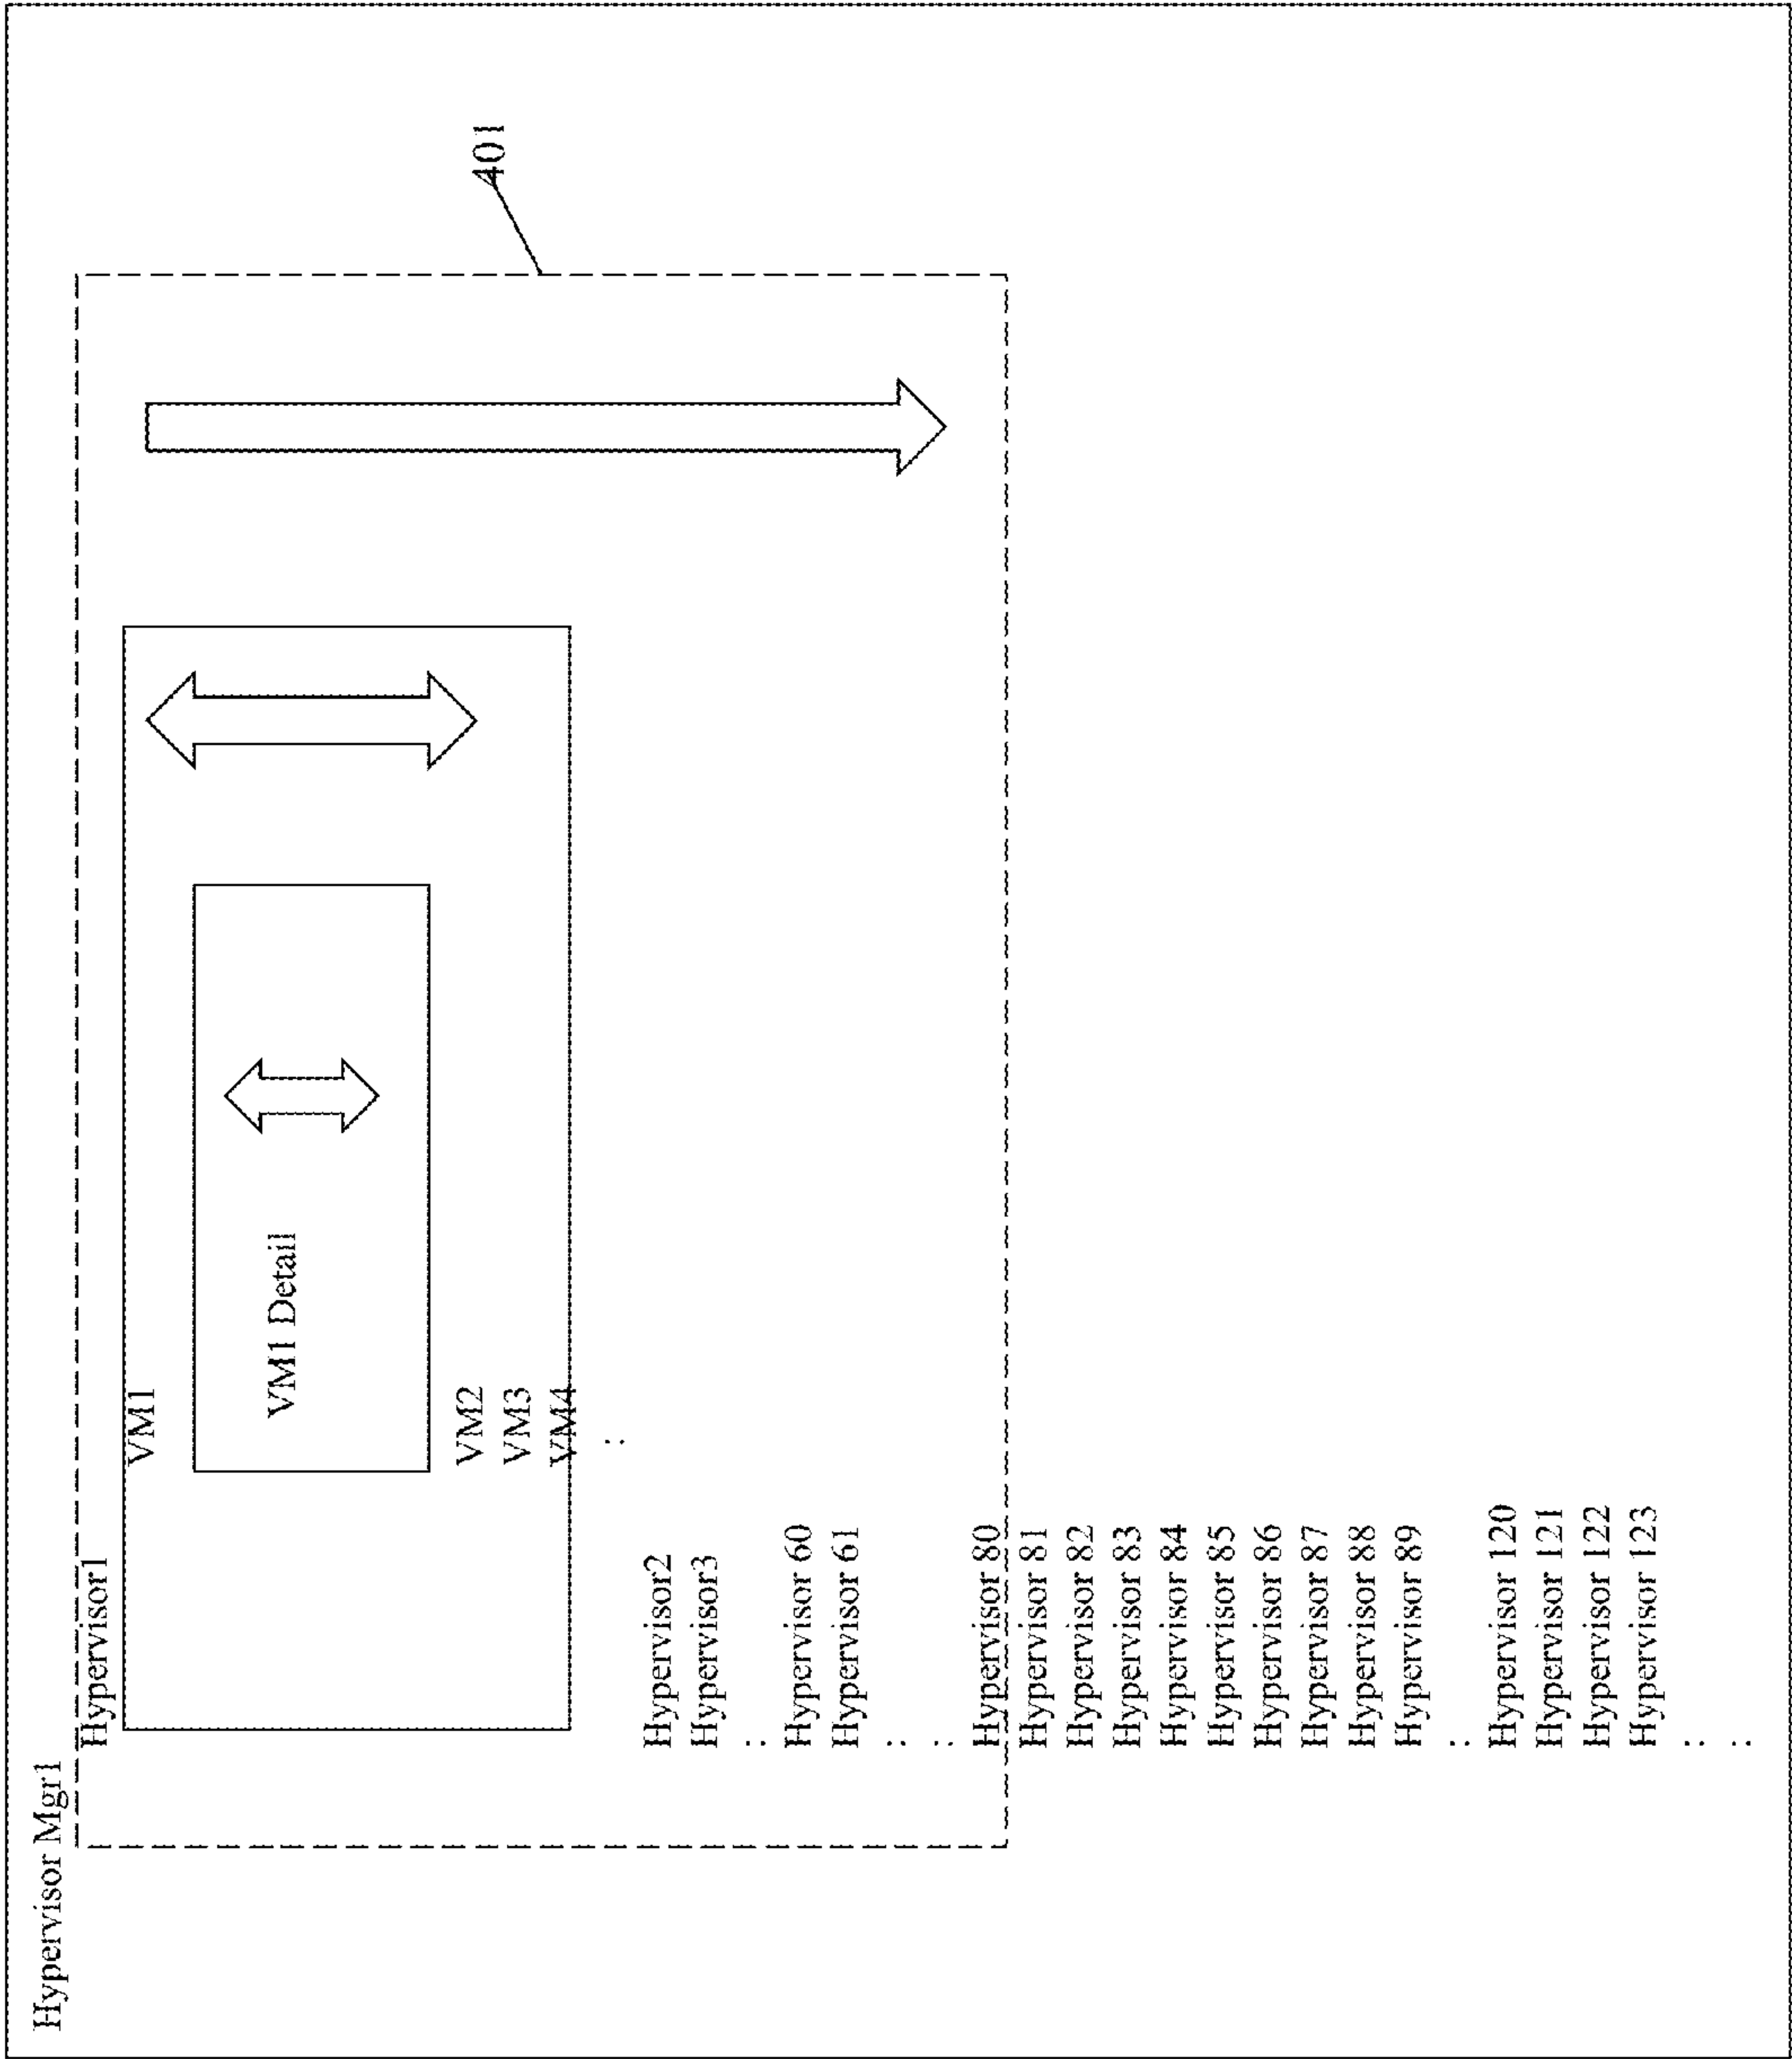 Hypervisor Mgr1
Hypervisor1
VM1
VM1 Detail
VM2
VM3
VM4
:
Hypervisor2
Hypervisor3
:
Hypervisor 60
Hypervisor 61
:
:
Hypervisor 80
Hypervisor 81
Hypervisor 82
Hypervisor 83
Hypervisor 84
Hypervisor 85
Hypervisor 86
Hypervisor 87
Hypervisor 88
Hypervisor 89
:
Hypervisor 120
Hypervisor 121
Hypervisor 122
Hypervisor 123
:
:
401